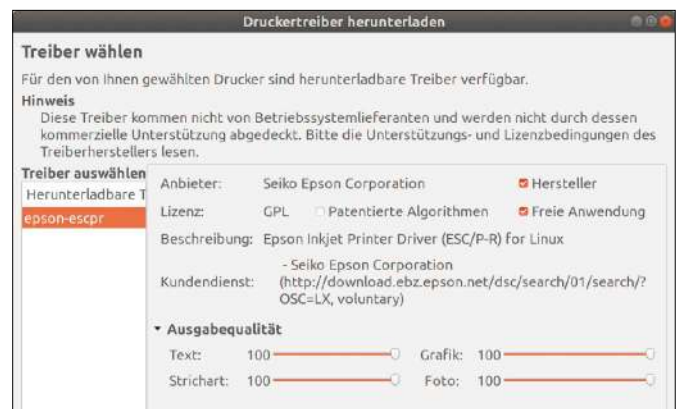 Druckertreiber herunterladen
Treiber wählen
Für den von Ihnen gewählten Drucker sind herunterladbare Treiber verfügbar.
Hinweis
Diese Treiber kommen nicht von Betriebssystemlieferanten und werden nicht durch dessen
kommerzielle Unterstützung abgedeckt. Bitte die Unterstützungs- und Lizenzbedingungen des
Treiberherstellers lesen.
Treiber auswählen
Herunterladbare T
epson-escpr
Anbieter: Seiko Epson Corporation Hersteller
Lizenz: GPL Patentierte Algorithmen Freie Anwendung
Beschreibung: Epson Inkjet Printer Driver (ESC/P-R) for Linux
- Seiko Epson Corporation
Kundendienst: (http://download.ebz.epson.net/dsc/search/01/search/?
OSC=LX, voluntary)
Ausgabequalität
Text: 100 Grafik: 100
Strichart: 100 Foto: 100